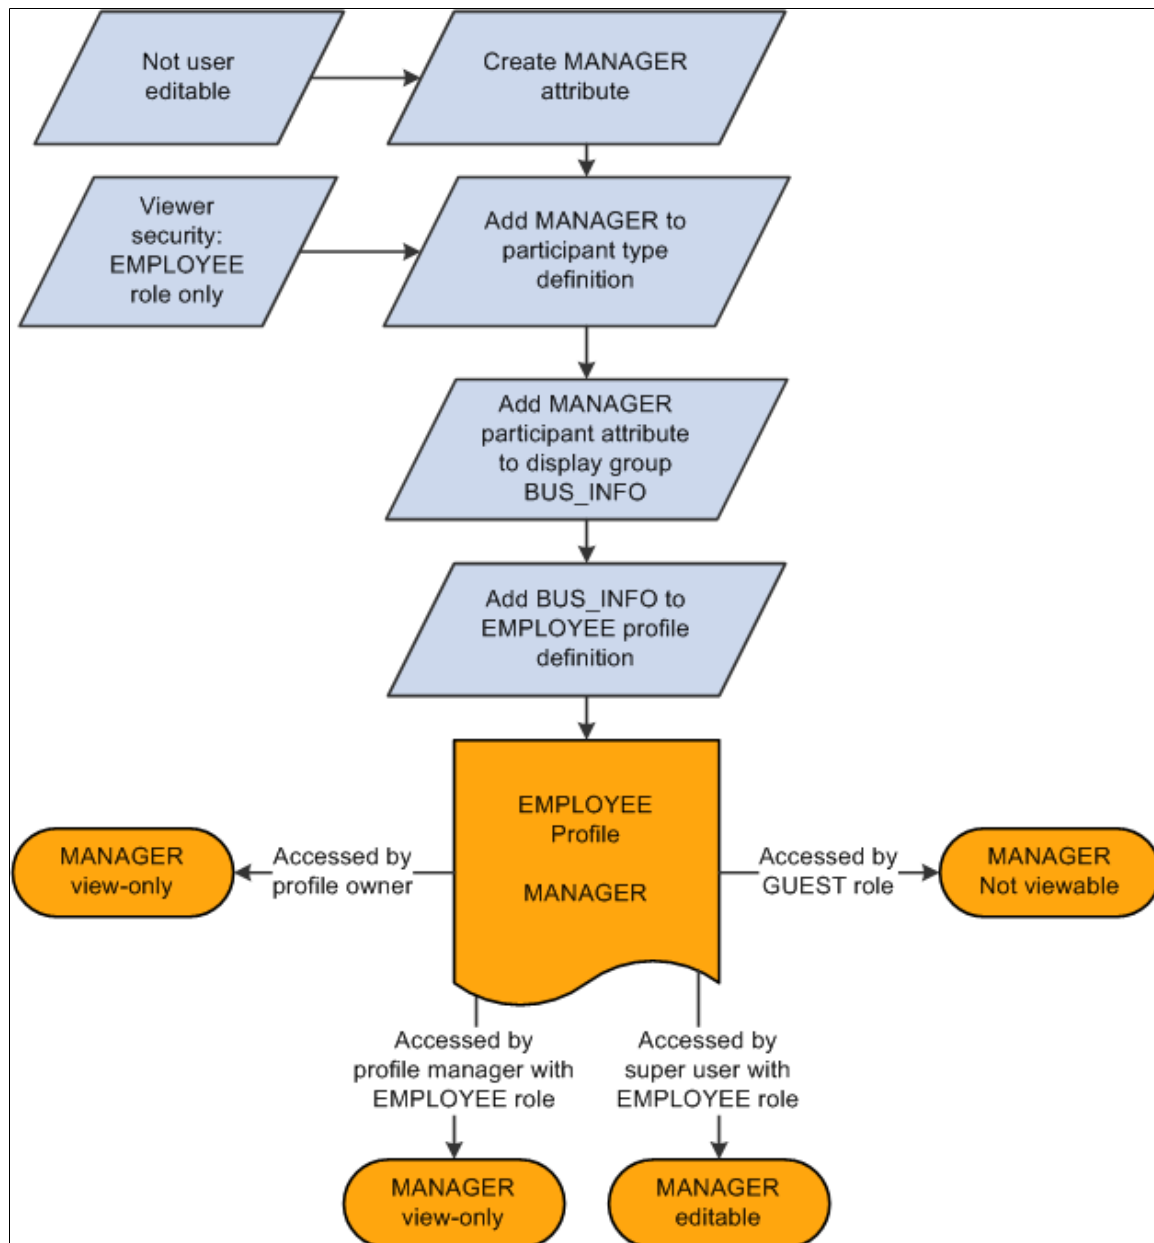 Not user
editable
Create MANAGER
attribute
Viewer
security:
EMPLOYEE
role only
Add MANAGER to
participant type
definition
Add MANAGER
participant attribute
to display group
BUS_INFO
Add BUS_INFO to
EMPLOYEE profile
definition
EMPLOYEE
Profile
MANAGER
MANAGER
view-only
Accessed by
profile owner
Accessed by
GUEST role
MANAGER
Not viewable
Accessed by
profile manager with
EMPLOYEE role
Accessed by
super user with
EMPLOYEE role
MANAGER
view-only
MANAGER
editable